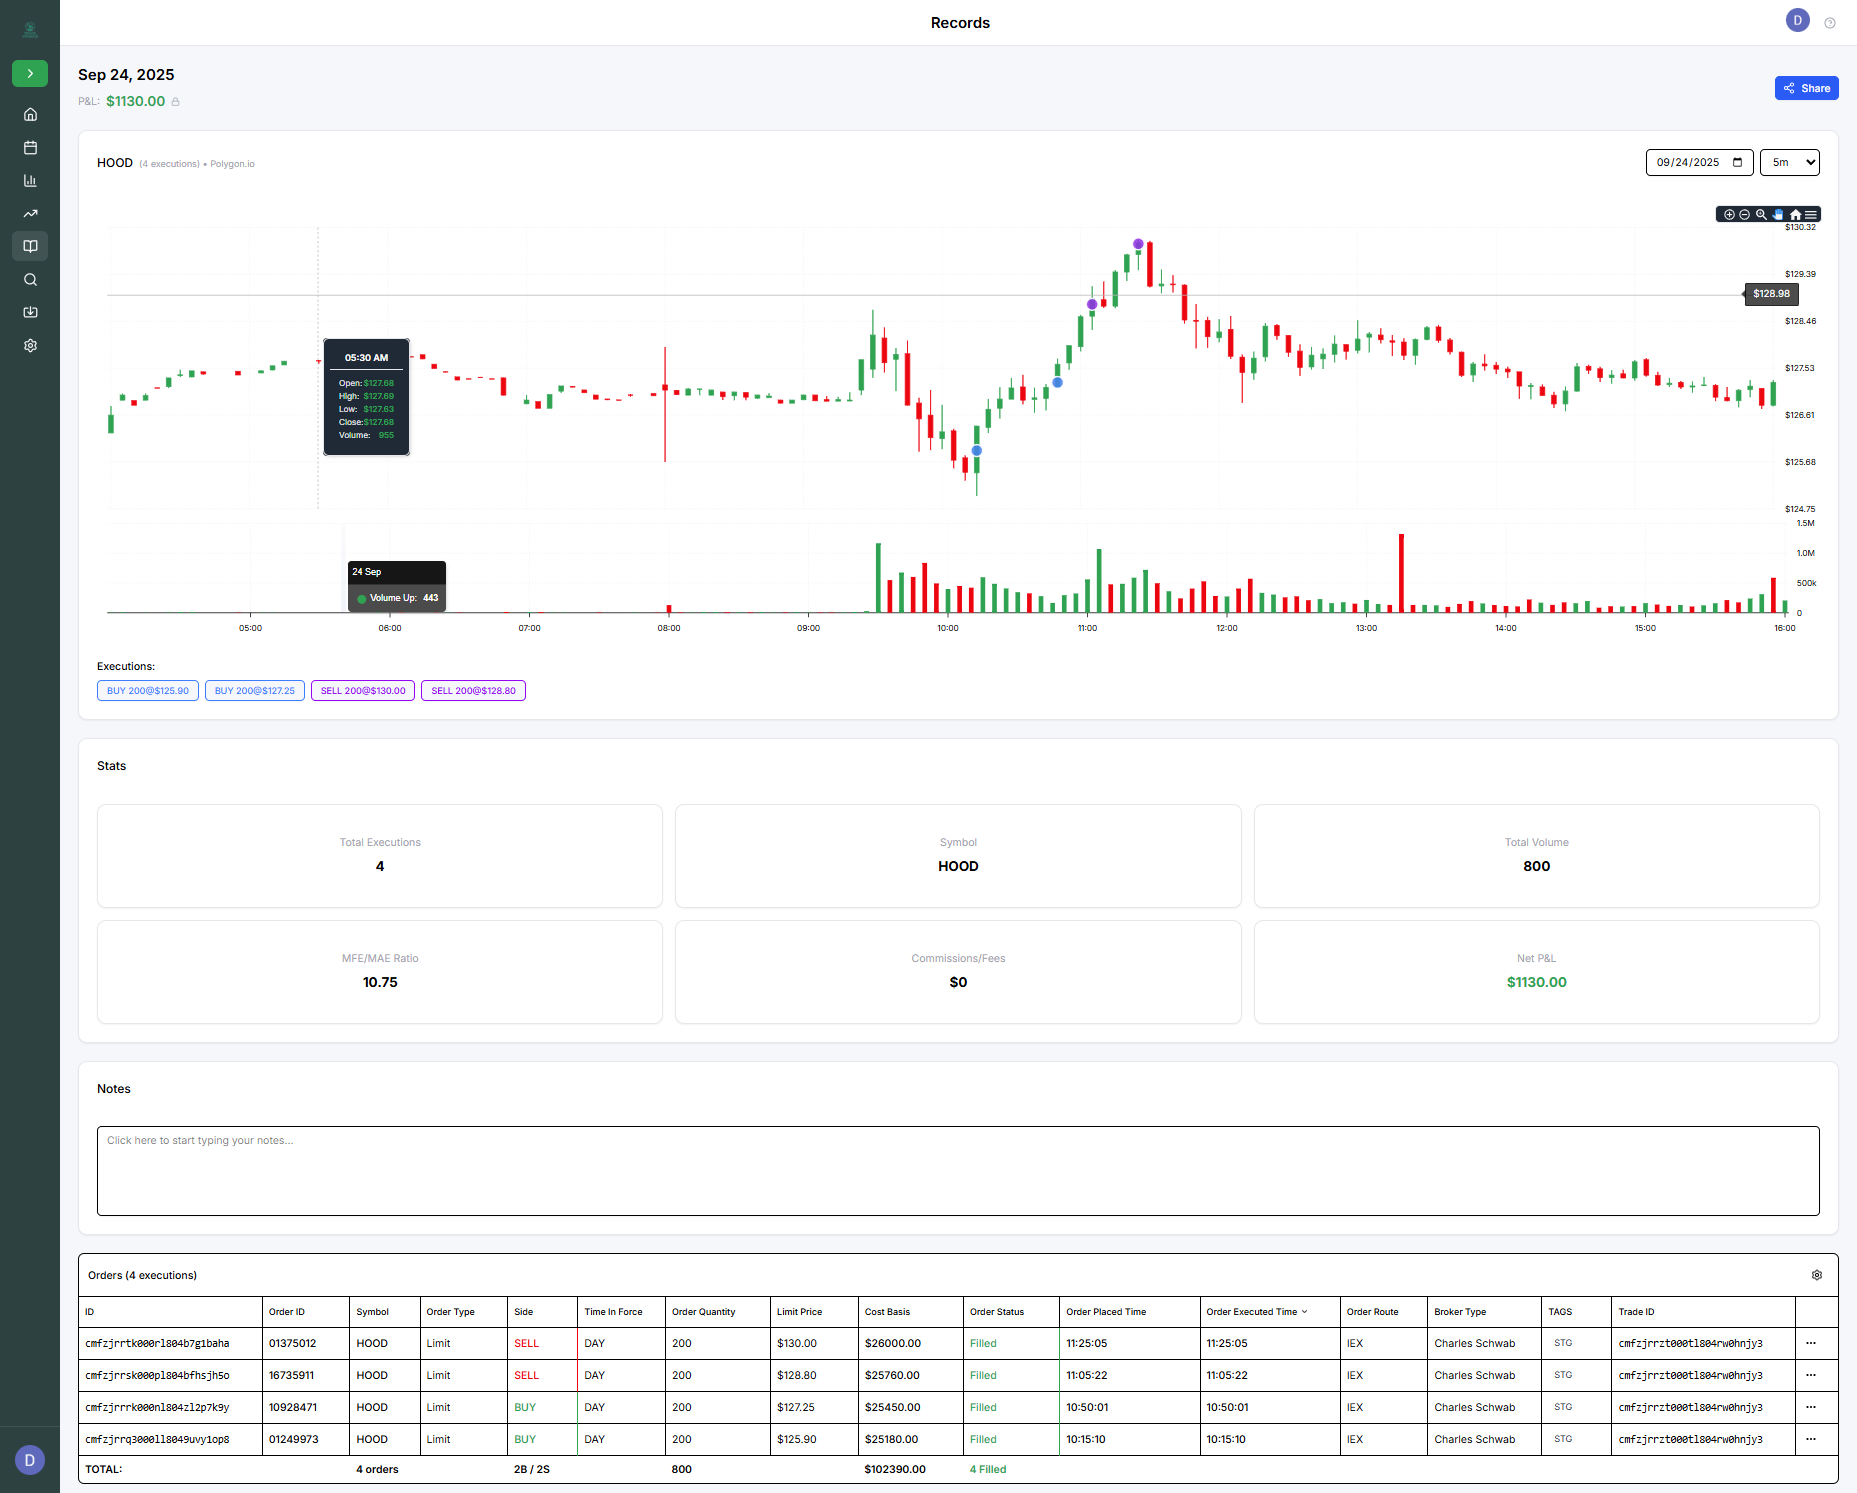 Records
D
Sep 24, 2025
P&L: $1130.00
Share
HOOD (4 executions) • Polygon.io
09/24/2025
5m
$130.32
$129.39
$128.98
$128.46
05:30 AM
Open: $127.68
High: $127.69
Low: $127.63
Close:$127.68
Volume: 955
$127.53
$126.61
$125.68
$124.75
1.5M
1.0M
500k
0
24 Sep
Volume Up: 443
05:00 06:00 07:00 08:00 09:00 10:00 11:00 12:00 13:00 14:00 15:00 16:00
Executions:
BUY 200@$125.90 BUY 200@$127.25 SELL 200@$130.00 SELL 200@$128.80
Stats
Total Executions
4
Symbol
HOOD
Total Volume
800
MFE/MAE Ratio
10.75
Commissions/Fees
$0
Net P&L
$1130.00
Notes
Click here to start typing your notes...
Orders (4 executions)
ID Order ID Symbol Order Type Side Time In Force Order Quantity Limit Price Cost Basis Order Status Order Placed Time Order Executed Time Order Route Broker Type TAGS Trade ID
cmfzjrrtk000rl804b7g1baha 01375012 HOOD Limit SELL DAY 200 $130.00 $26000.00 Filled 11:25:05 11:25:05 IEX Charles Schwab STG cmfzjrrzt000tl804rw0hnjy3 ...
cmfzjrrsk000pl804bfhsjh5o 16735911 HOOD Limit SELL DAY 200 $128.80 $25760.00 Filled 11:05:22 11:05:22 IEX Charles Schwab STG cmfzjrrzt000tl804rw0hnjy3 ...
cmfzjrrrk000nl804zl2p7k9y 10928471 HOOD Limit BUY DAY 200 $127.25 $25450.00 Filled 10:50:01 10:50:01 IEX Charles Schwab STG cmfzjrrzt000tl804rw0hnjy3 ...
cmfzjrrq3000ll8049uvy1op8 01249973 HOOD Limit BUY DAY 200 $125.90 $25180.00 Filled 10:15:10 10:15:10 IEX Charles Schwab STG cmfzjrrzt000tl804rw0hnjy3 ...
TOTAL: 4 orders 2B / 2S 800 $102390.00 4 Filled
D